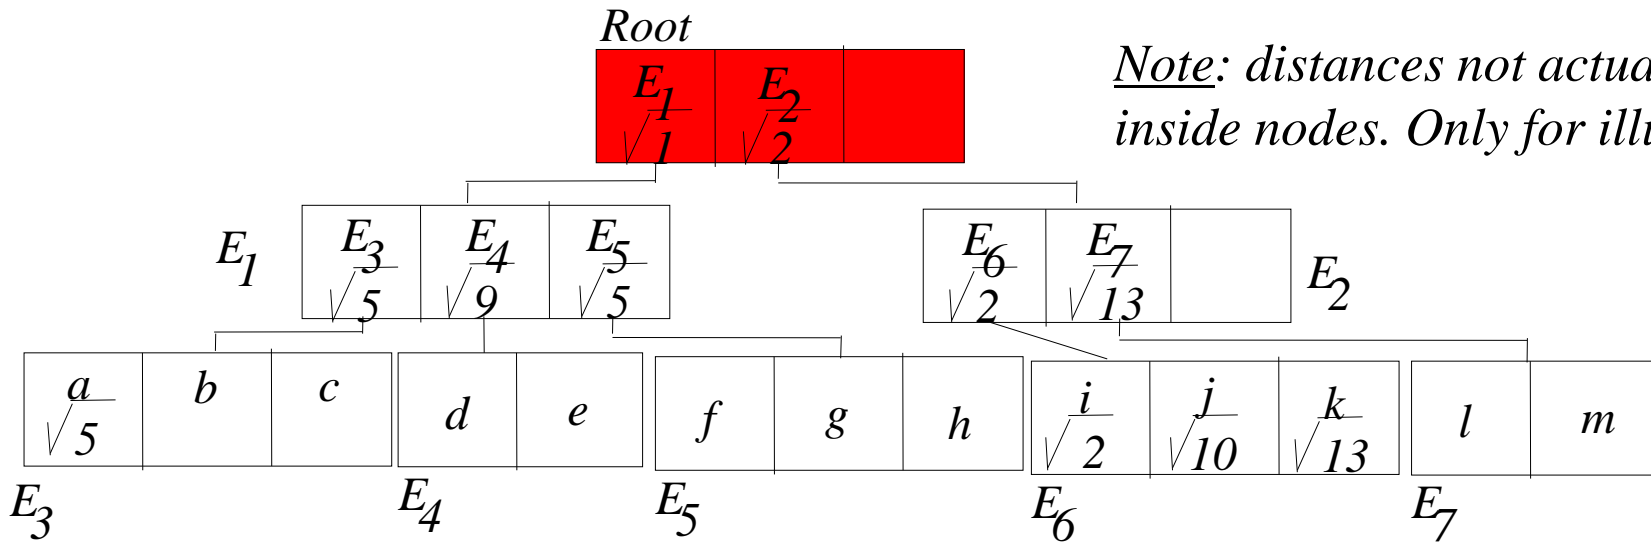 Root
Note: distances not actua
inside nodes. Only for ill
E1 E2
√1 √2
E1
E3 E4 E5
√5 √9 √5
E6 E7
√2 √13
E2
a b c
√5
d e
f g h
i j k
√2 √10 √13
l m
E3 E4 E5 E6 E7